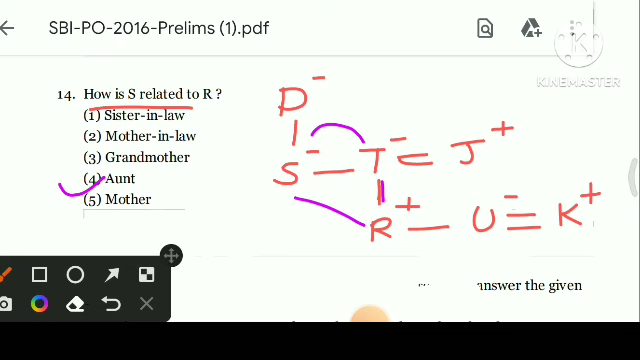 SBI-PO-2016-Prelims (1).pdf
KINEMASTER
14. How is S related to R ?
(1) Sister-in-law
(2) Mother-in-law
(3) Grandmother
(4) Aunt
(5) Mother
D -
S - — T - = J +
R + — U - = K +
answer the given